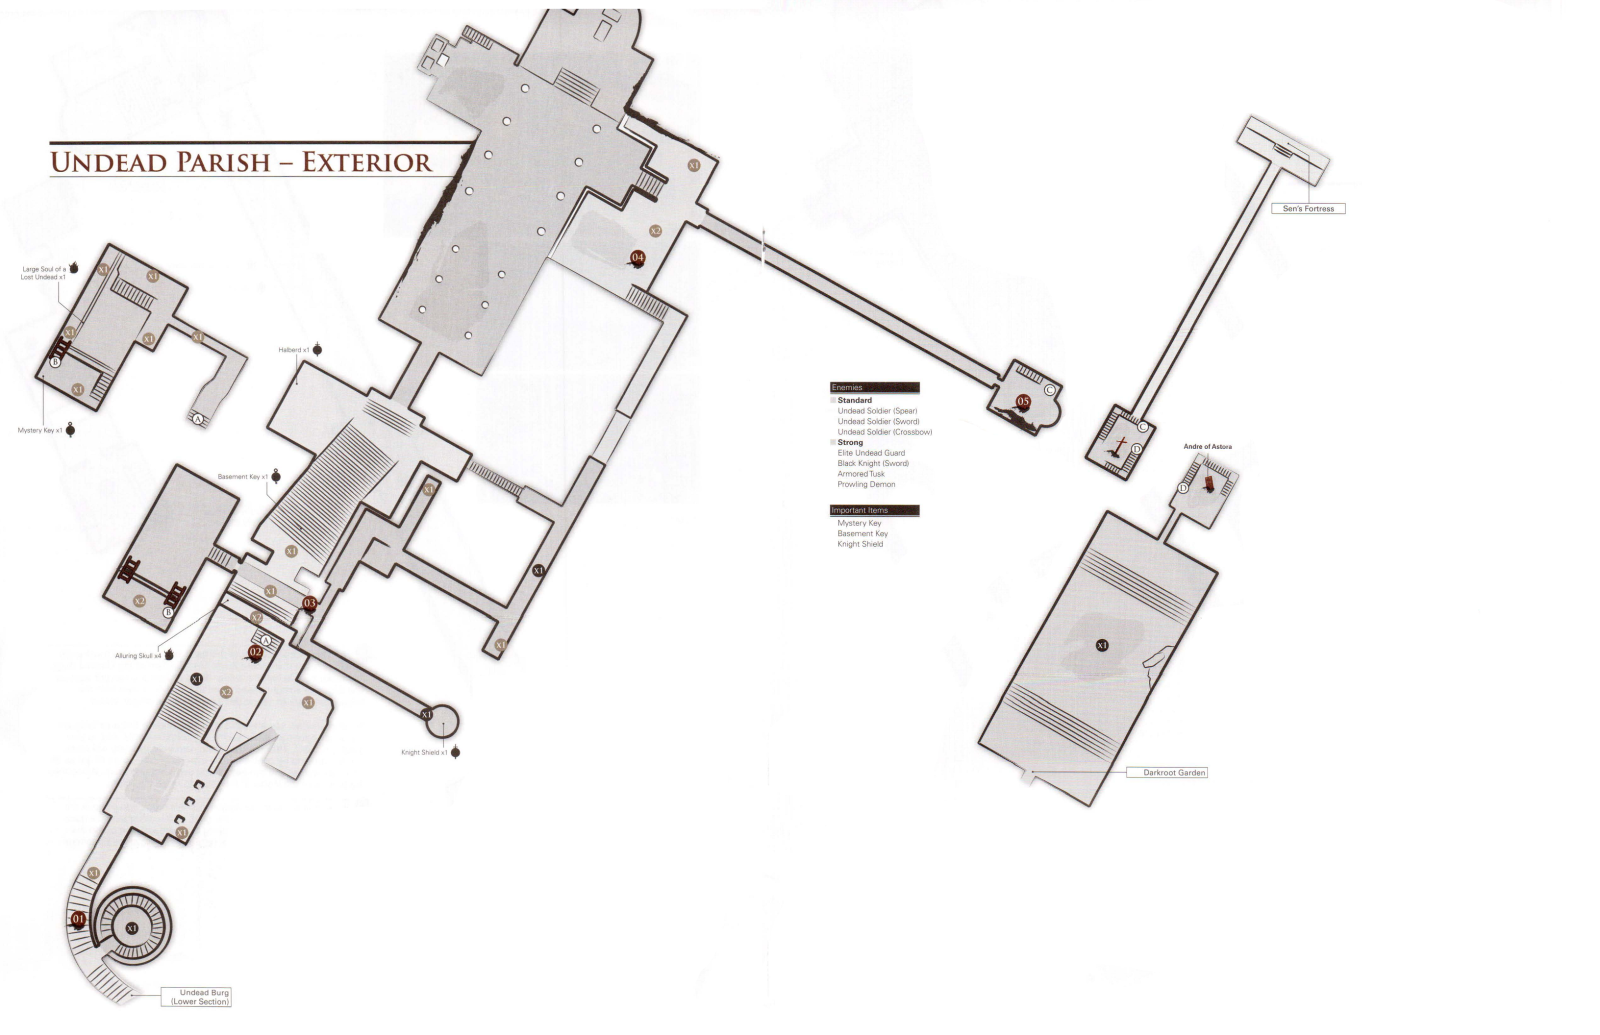 UNDEAD PARISH – EXTERIOR
x1
Sen's Fortress
x2
04
Large Soul of a
Lost Undead x1
x1
x1
x1
x1
x1
B
x1
A
Mystery Key x1
Halberd x1
05
C
Enemies
Standard
Undead Soldier (Spear)
Undead Soldier (Sword)
Undead Soldier (Crossbow)
Strong
Elite Undead Guard
Black Knight (Sword)
Armored Tusk
Prowling Demon
Important Items
Mystery Key
Basement Key
Knight Shield
C
D
Andre of Astora
D
Basement Key x1
x1
x1
x1
x1
03
x2
B
x2
A
02
x1
Alluring Skull x4
x1
x2
x1
x1
Knight Shield x1
x1
Darkroot Garden
x1
x1
01
x1
Undead Burg
(Lower Section)